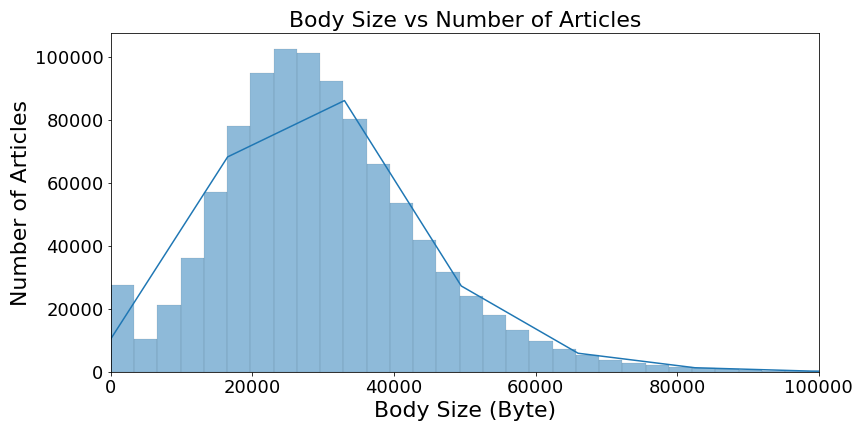 Body Size vs Number of Articles
Number of Articles
100000
80000
60000
40000
20000
0
0 20000 40000 60000 80000 100000
Body Size (Byte)